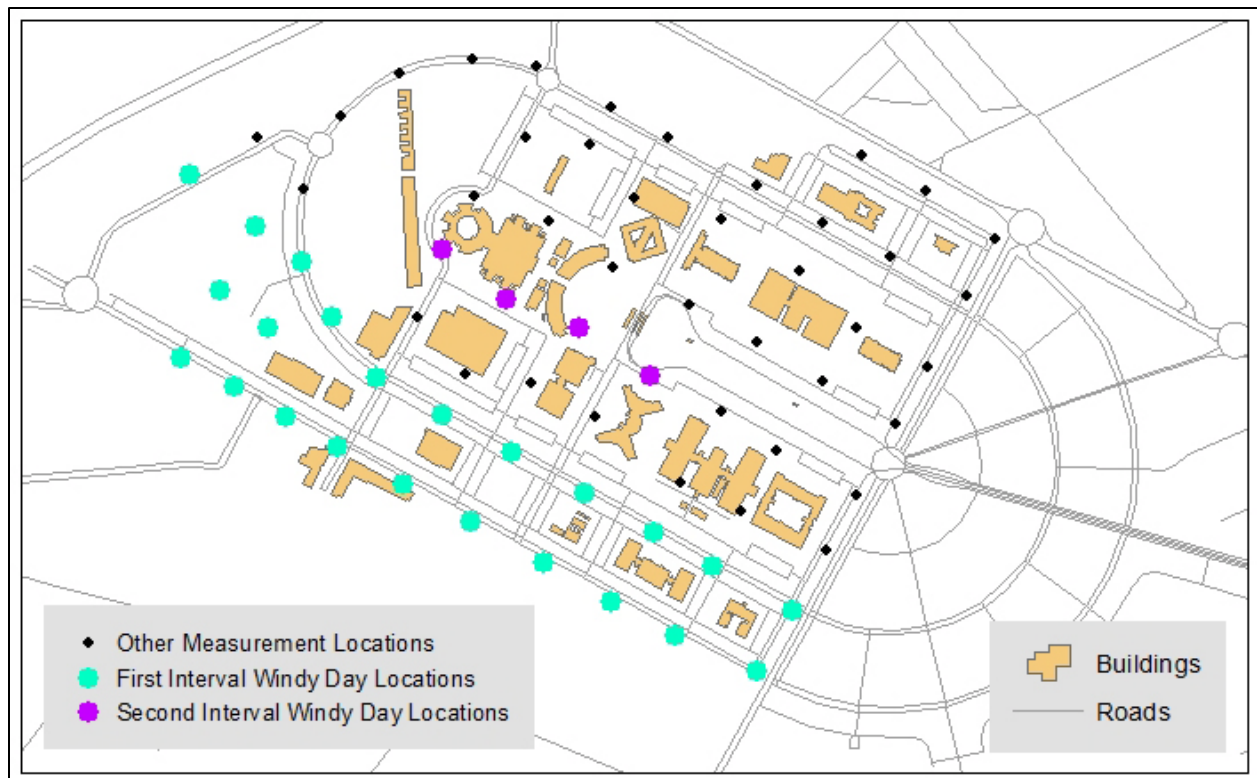 Other Measurement Locations
First Interval Windy Day Locations
Second Interval Windy Day Locations
Buildings
Roads